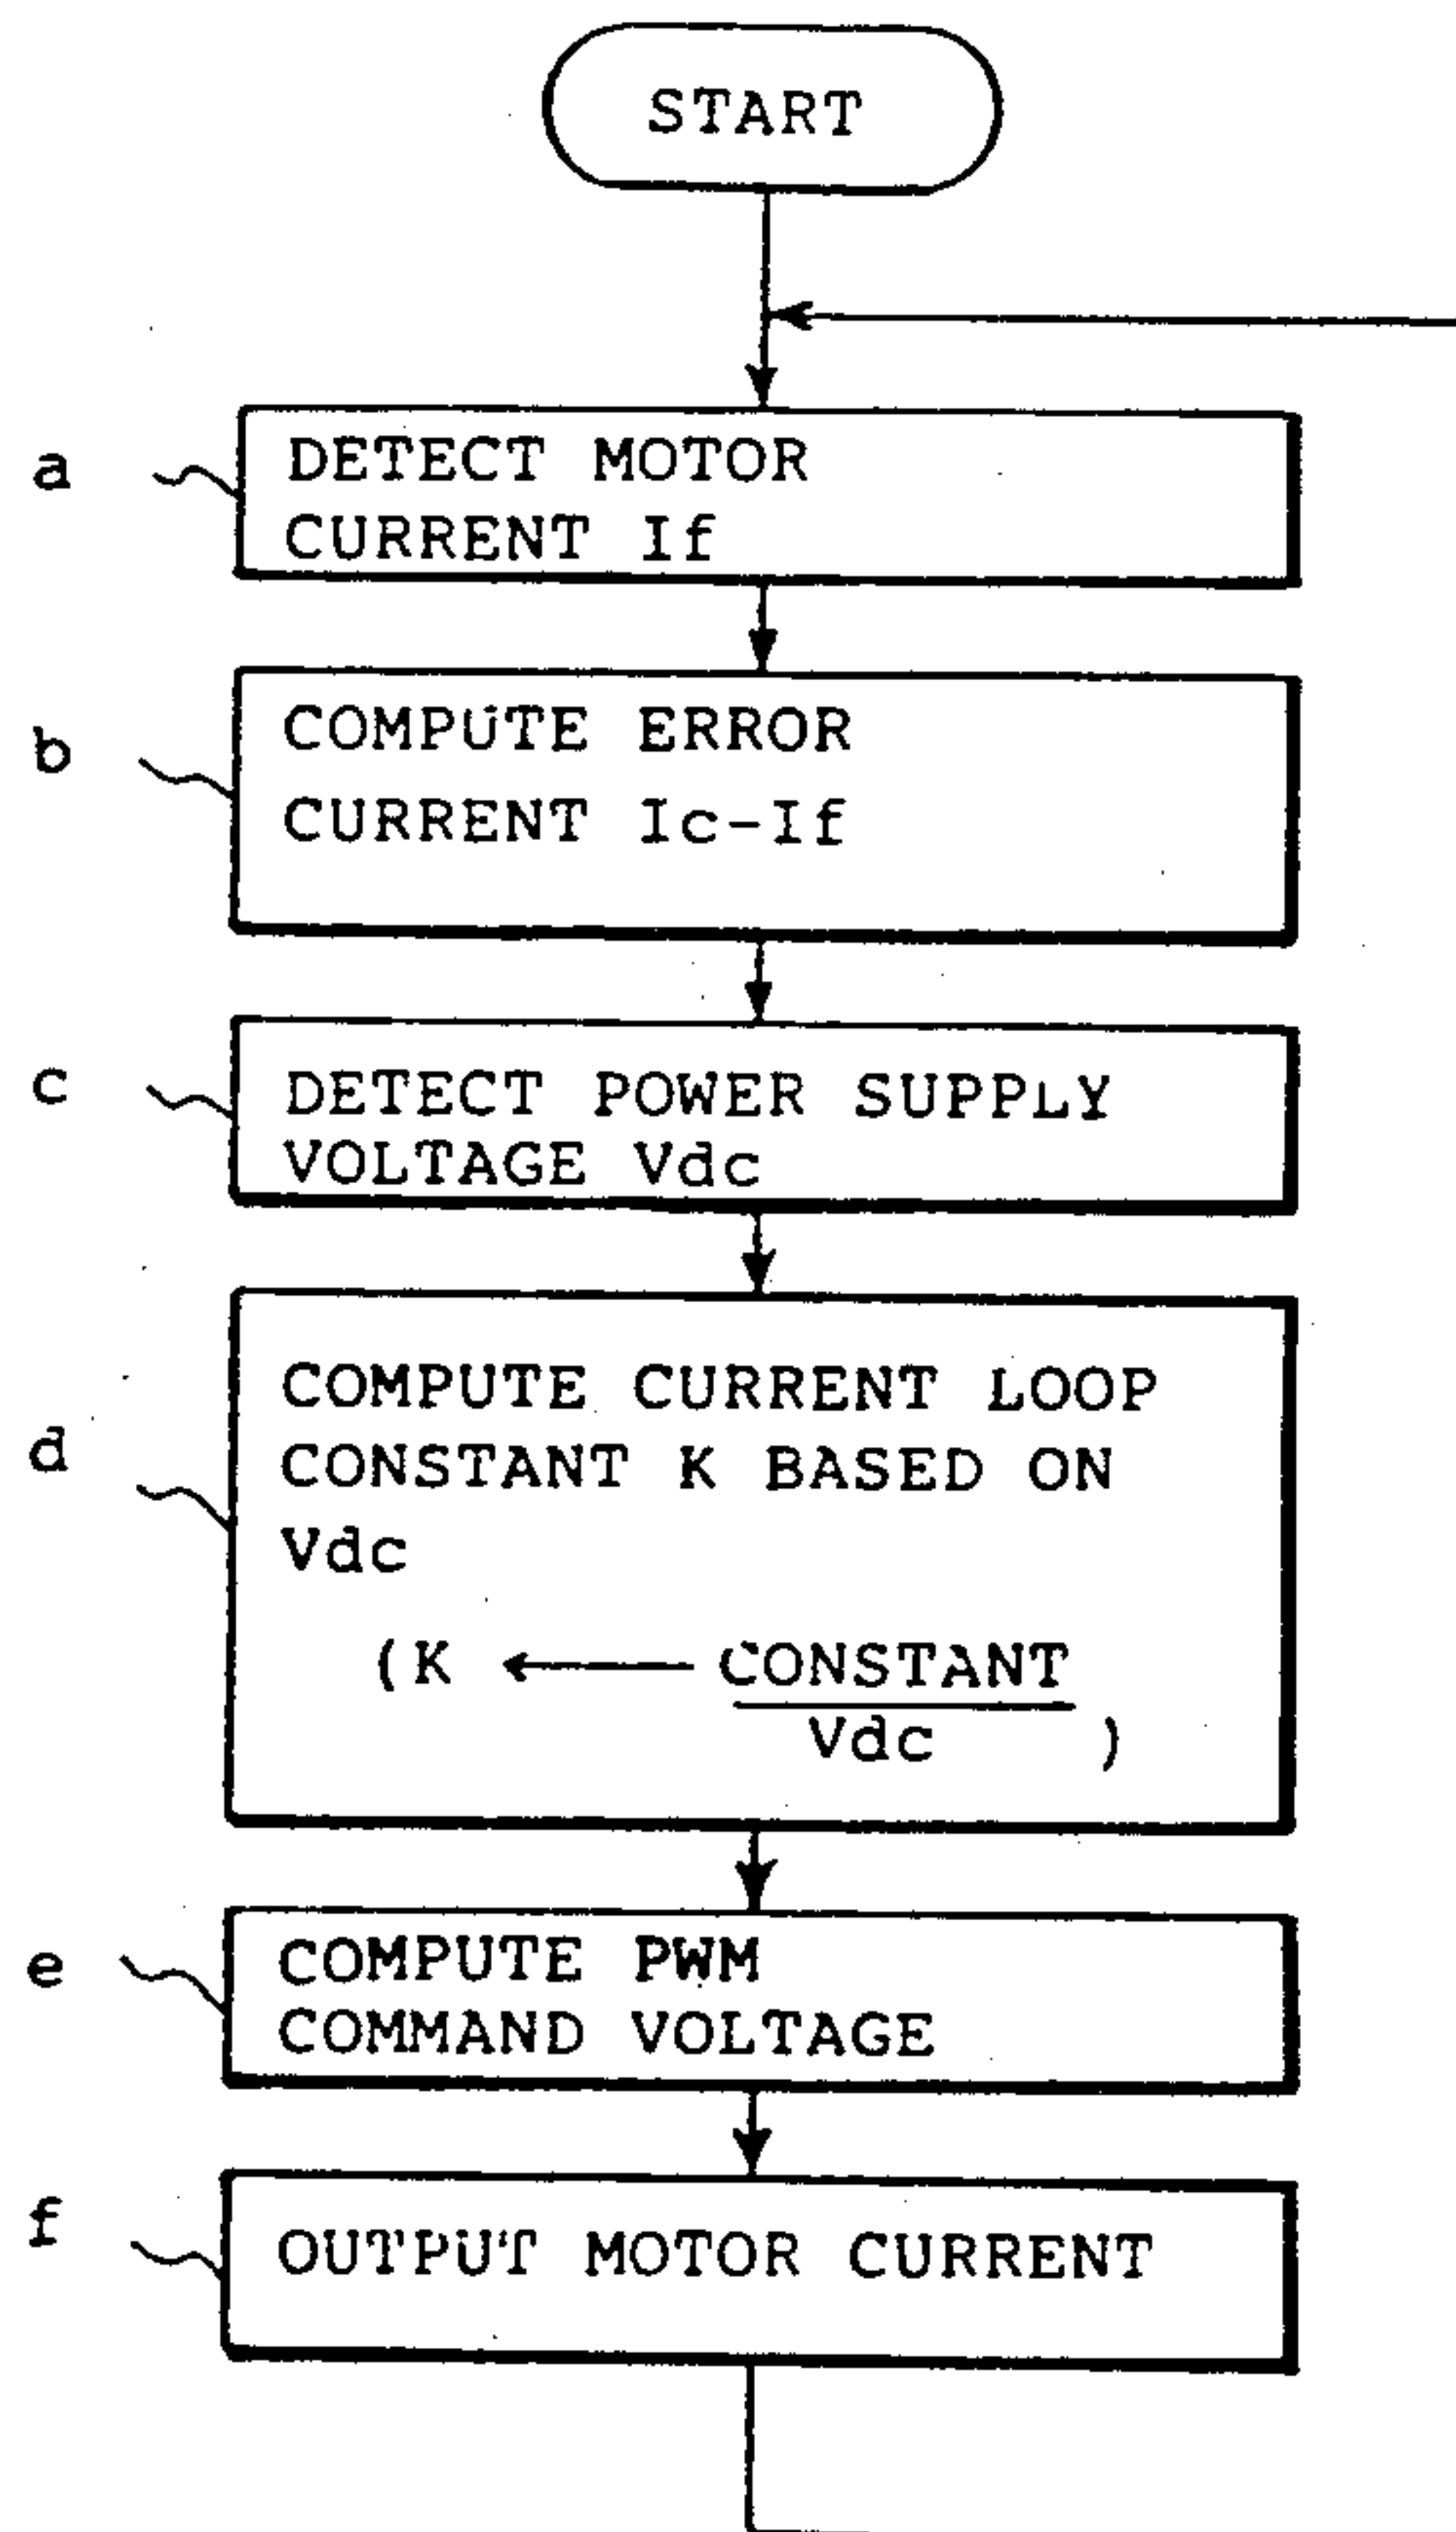 START
a
DETECT MOTOR
CURRENT If
b
COMPUTE ERROR
CURRENT Ic-If
c
DETECT POWER SUPPLY
VOLTAGE Vdc
d
COMPUTE CURRENT LOOP
CONSTANT K BASED ON
Vdc
(K ← CONSTANT
Vdc )
e
COMPUTE PWM
COMMAND VOLTAGE
f
OUTPUT MOTOR CURRENT